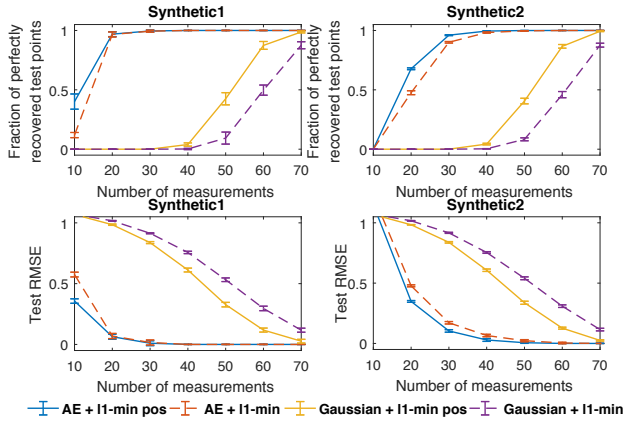 Synthetic1
Synthetic2
Fraction of perfectly
recovered test points
1
0.5
0
10 20 30 40 50 60 70
Number of measurements
Fraction of perfectly
recovered test points
1
0.5
0
10 20 30 40 50 60 70
Number of measurements
Synthetic1
Synthetic2
Test RMSE
1
0.5
0
10 20 30 40 50 60 70
Number of measurements
Test RMSE
1
0.5
0
10 20 30 40 50 60 70
Number of measurements
AE + l1-min pos AE + l1-min Gaussian + l1-min pos Gaussian + l1-min